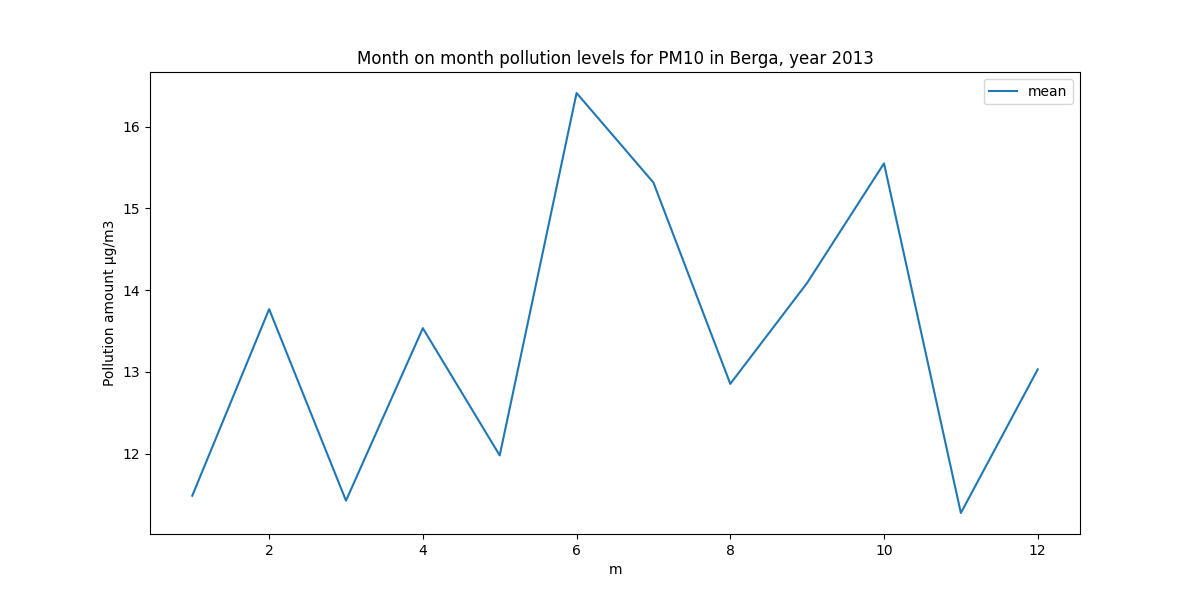 Month on month pollution levels for PM10 in Berga, year 2013
mean
Pollution amount µg/m3
16
15
14
13
12
2 4 6 8 10 12
m